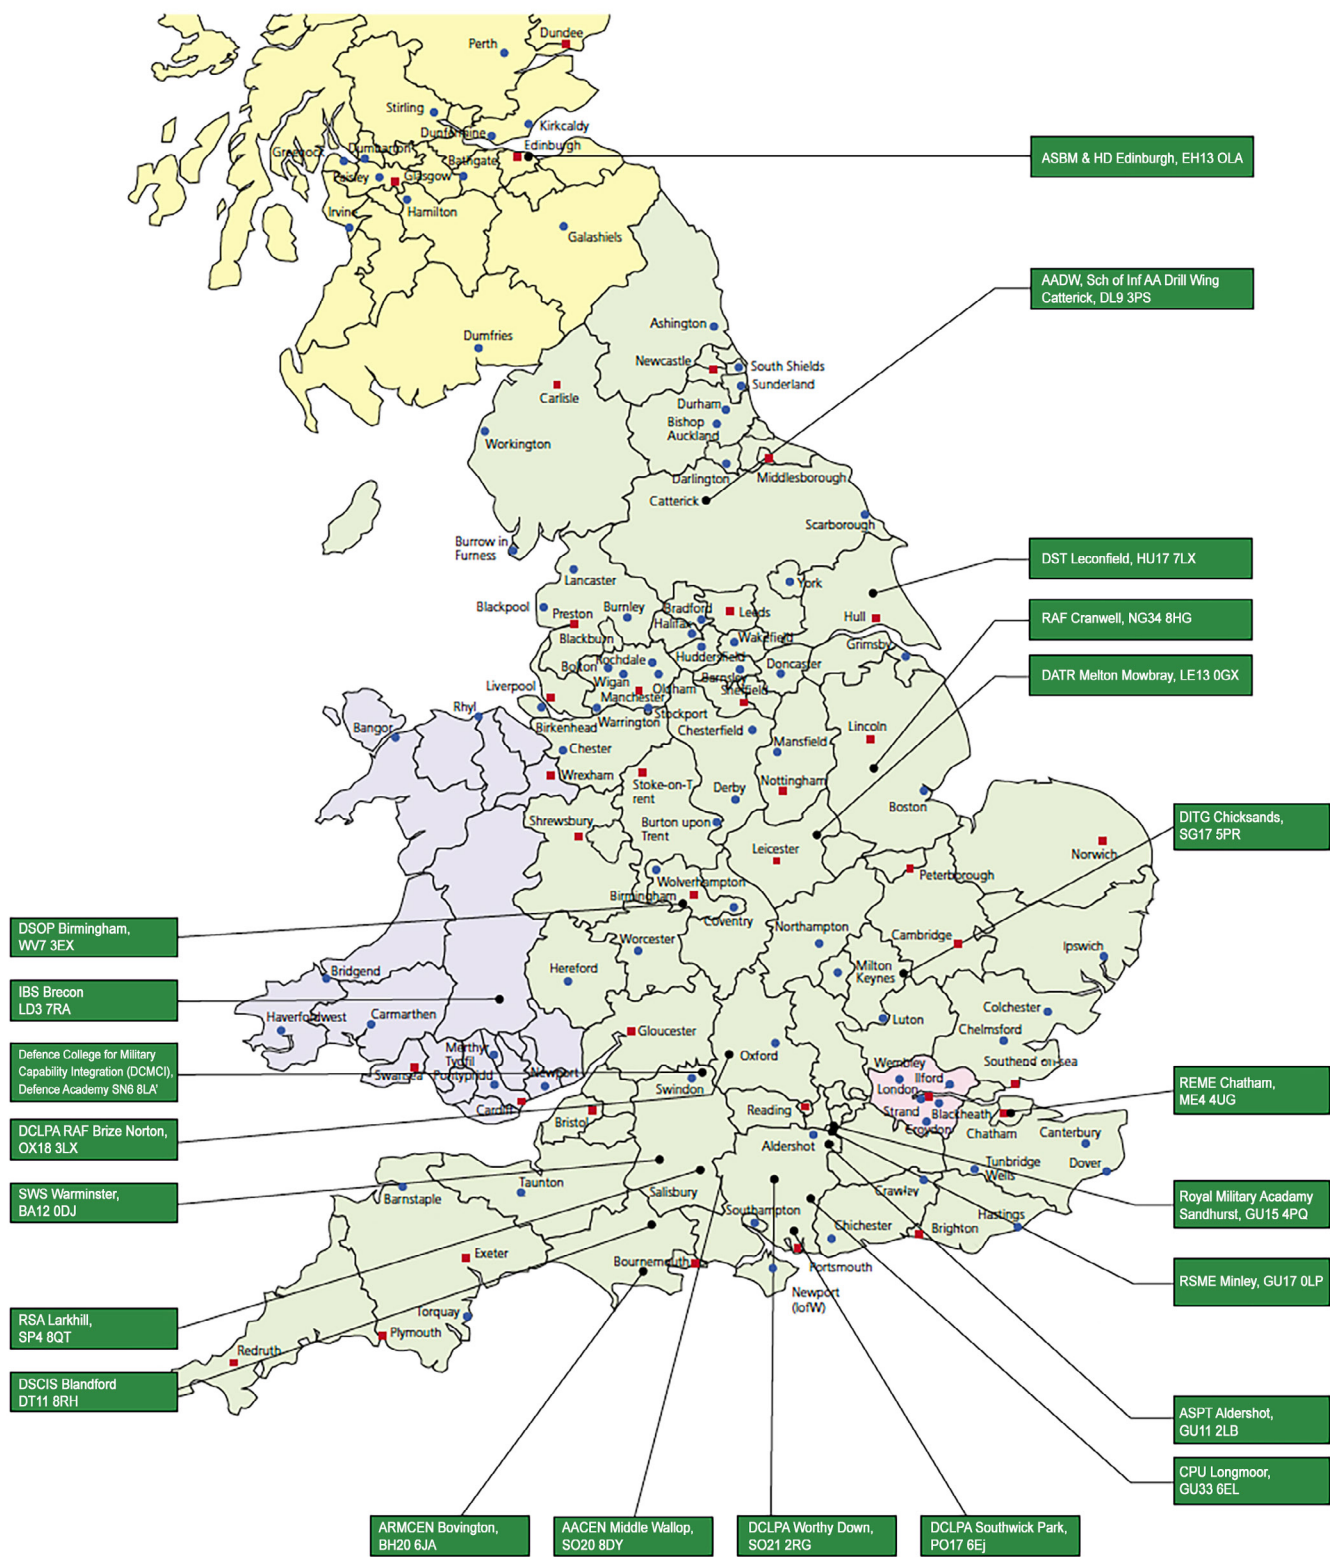 Dundee
Perth
Stirling
Kirkcaldy
Dunfermine
Edinburgh
Greenock
Dumbarton
Bathgate
Paisley
Glasgow
Irvine
Hamilton
Galashiels
ASBM & HD Edinburgh, EH13 OLA
AADW, Sch of Inf AA Drill Wing
Catterick, DL9 3PS
Ashington
Dumfries
Newcastle
South Shields
Sunderland
Carlisle
Durham
Bishop
Auckland
Workington
Darlington
Middlesborough
Catterick
Scarborough
Burrow in
Furness
DST Leconfield, HU17 7LX
Lancaster
York
Blackpool
Preston
Burnley
Bradford
Leeds
Hull
RAF Cranwell, NG34 8HG
Halifax
Blackburn
Wakefield
Grimsby
Huddersfield
Rochdale
Bolton
Doncaster
Barnsley
DATR Melton Mowbray, LE13 0GX
Wigan
Oldham
Sheffield
Liverpool
Manchester
Rhyl
Stockport
Bangor
Birkenhead
Warrington
Chesterfield
Lincoln
Mansfield
Chester
Wrexham
Stoke-on-T
rent
Nottingham
Derby
Boston
Shrewsbury
Burton upon
Trent
DITG Chicksands,
SG17 5PR
Leicester
Norwich
Peterborough
Wolverhampton
Birmingham
Coventry
DSOP Birmingham,
WV7 3EX
Northampton
Cambridge
Worcester
Ipswich
Milton
Keynes
Hereford
Bridgend
IBS Brecon
LD3 7RA
Haverfordwest
Carmarthen
Gloucester
Luton
Colchester
Chelmsford
Defence College for Military
Capability Integration (DCMCI),
Defence Academy SN6 8LA'
Merthyr
Tydfil
Oxford
Southend on sea
Wembley
Swansea
Puntypridd
Newport
Swindon
Ilford
London
REME Chatham,
ME4 4UG
Cardiff
Bristol
Reading
Strand
Blackheath
Croydon
Chatham
Canterbury
DCLPA RAF Brize Norton,
OX18 3LX
Aldershot
Tunbridge
Wells
Dover
SWS Warminster,
BA12 0DJ
Barnstaple
Taunton
Salisbury
Crawley
Royal Military Acadamy
Sandhurst, GU15 4PQ
Southampton
Chichester
Brighton
Hastings
Exeter
Bournemouth
Portsmouth
RSME Minley, GU17 0LP
Newport
(IofW)
RSA Larkhill,
SP4 8QT
Torquay
Plymouth
Redruth
DSCIS Blandford
DT11 8RH
ASPT Aldershot,
GU11 2LB
CPU Longmoor,
GU33 6EL
ARMCEN Bovington,
BH20 6JA
AACEN Middle Wallop,
SO20 8DY
DCLPA Worthy Down,
SO21 2RG
DCLPA Southwick Park,
PO17 6Ej